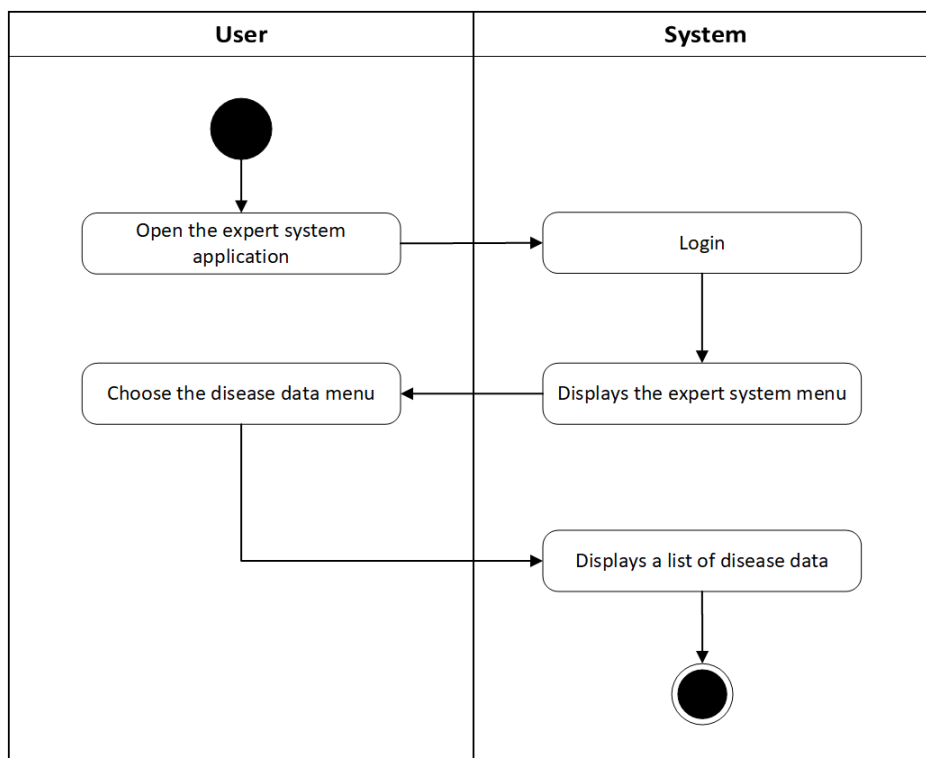 User
System
Open the expert system
application
Login
Choose the disease data menu
Displays the expert system menu
Displays a list of disease data